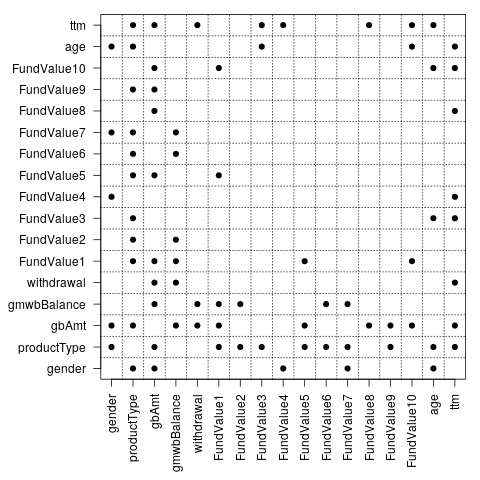 ttm
age
FundValue10
FundValue9
FundValue8
FundValue7
FundValue6
FundValue5
FundValue4
FundValue3
FundValue2
FundValue1
withdrawal
gmwbBalance
gbAmt
productType
gender
gender
productType
gbAmt
gmwbBalance
withdrawal
FundValue1
FundValue2
FundValue3
FundValue4
FundValue5
FundValue6
FundValue7
FundValue8
FundValue9
FundValue10
age
ttm